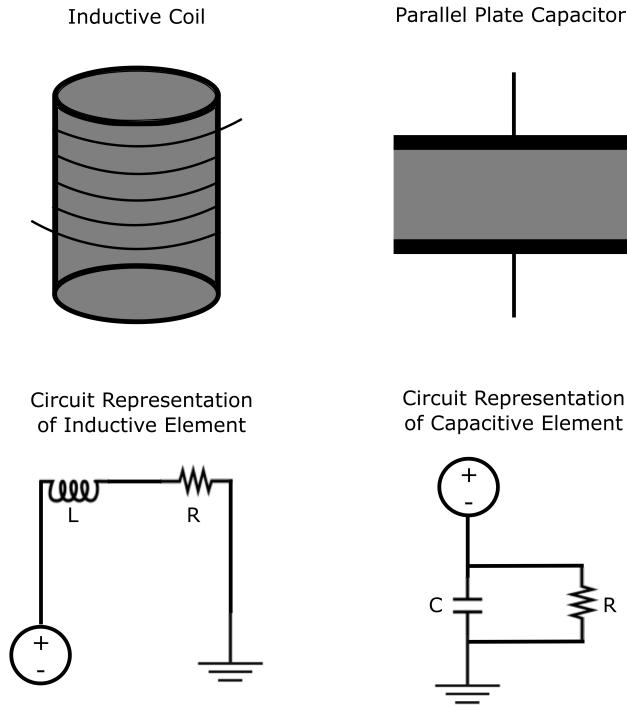 Inductive Coil
Parallel Plate Capacitor
Circuit Representation
of Inductive Element
Circuit Representation
of Capacitive Element
L
R
+
-
+
-
C
R